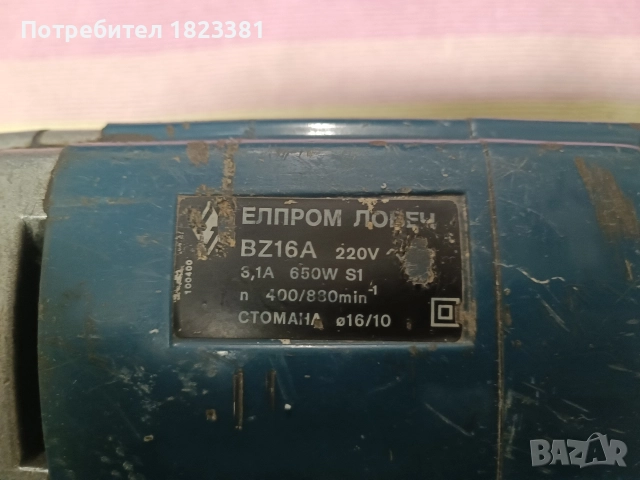 Потребител 1823381
ЕЛПРОМ ЛОВЕЧ
BZ16A 220V ~
3,1A 650W S1
n 400/880min-1
СТОМАНА ø16/10
100400
BAZAR